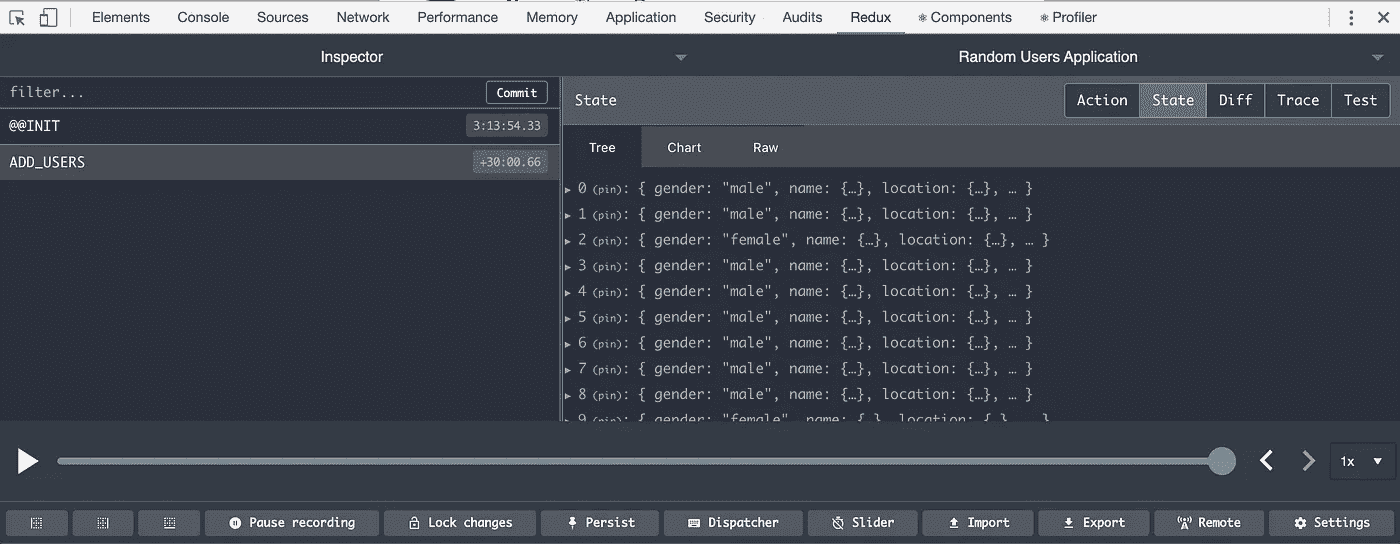 Elements Console Sources Network Performance Memory Application Security Audits Redux Components Profiler
Inspector Random Users Application
filter... Commit
@@INIT 3:13:54.33
ADD_USERS +30:00.66
State Action State Diff Trace Test
Tree Chart Raw
0 (pin): { gender: "male", name: {…}, location: {…}, … }
1 (pin): { gender: "male", name: {…}, location: {…}, … }
2 (pin): { gender: "female", name: {…}, location: {…}, … }
3 (pin): { gender: "male", name: {…}, location: {…}, … }
4 (pin): { gender: "male", name: {…}, location: {…}, … }
5 (pin): { gender: "male", name: {…}, location: {…}, … }
6 (pin): { gender: "male", name: {…}, location: {…}, … }
7 (pin): { gender: "male", name: {…}, location: {…}, … }
8 (pin): { gender: "male", name: {…}, location: {…}, … }
9 (pin): { gender: "female", name: {…}, location: {…}, … }
1x
Pause recording Lock changes Persist Dispatcher Slider Import Export Remote Settings